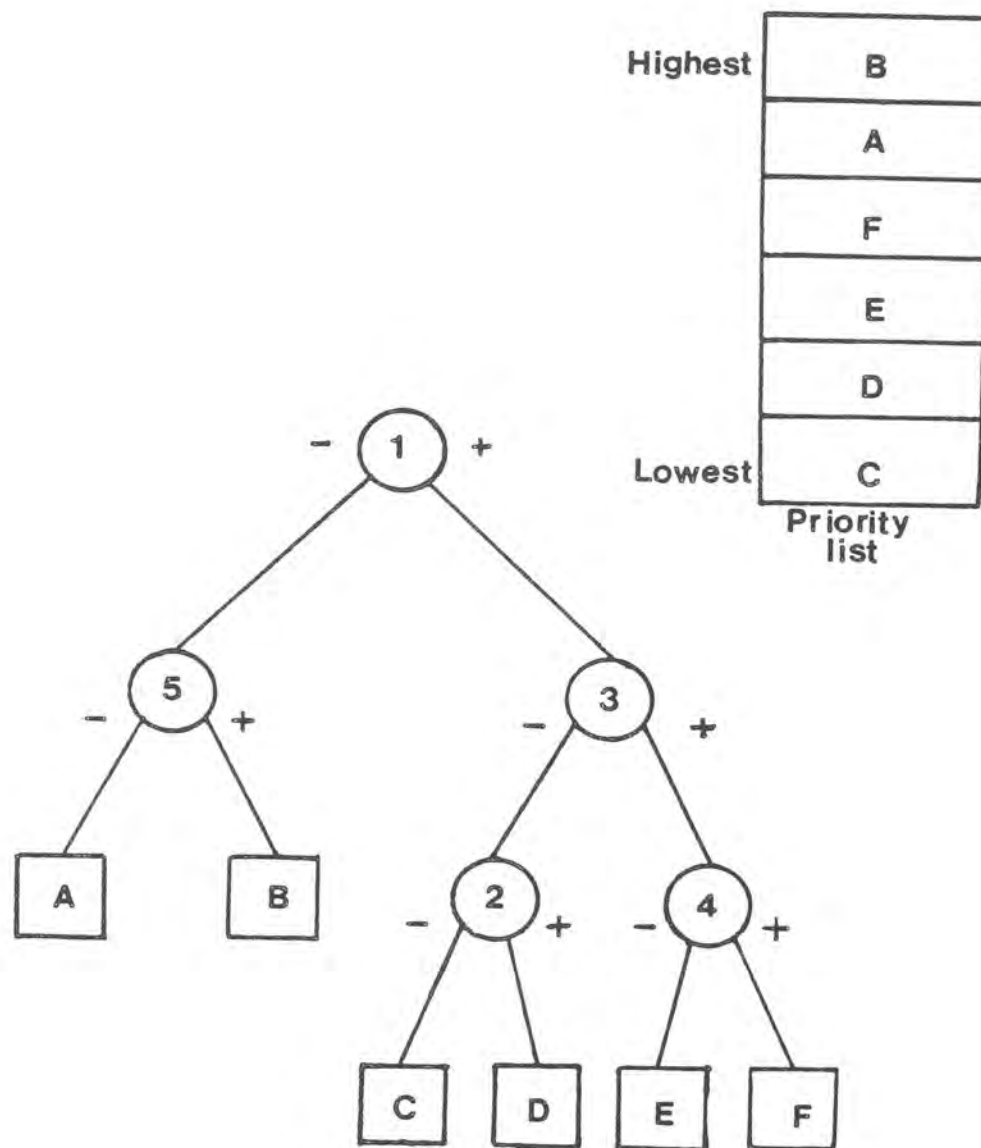 Highest B
A
F
E
D
Lowest C
Priority
list
- 1 +
5
- +
3
- +
A B
2
- +
4
- +
C D E F